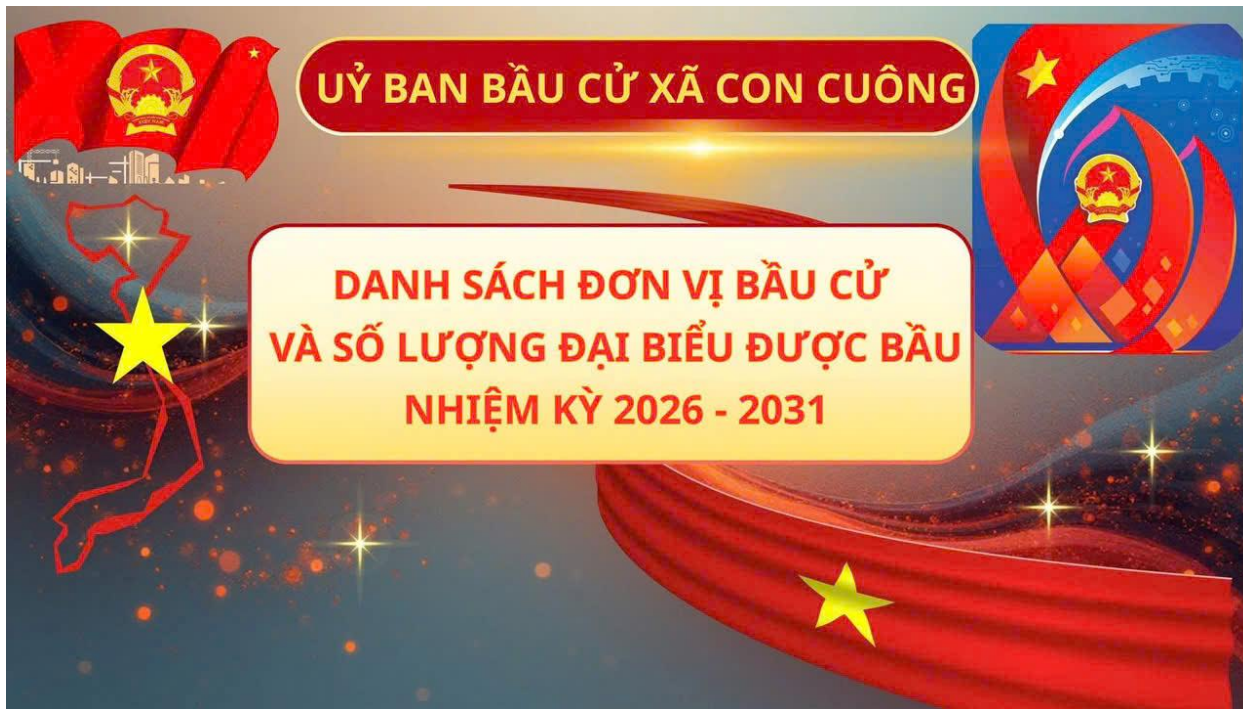 UỶ BAN BẦU CỬ XÃ CON CUÔNG
DANH SÁCH ĐƠN VỊ BẦU CỬ
VÀ SỐ LƯỢNG ĐẠI BIỂU ĐƯỢC BẦU
NHIỆM KỲ 2026 - 2031